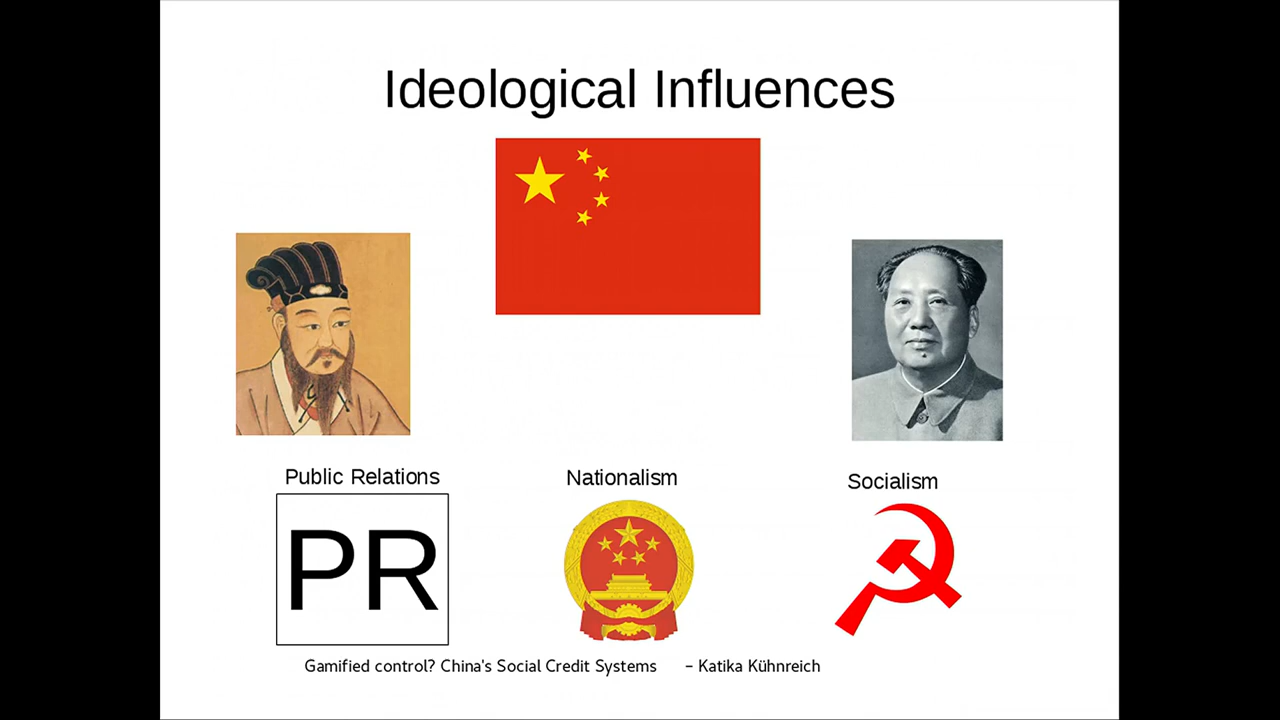 Ideological Influences
Public Relations
Nationalism
Socialism
PR
Gamified control? China's Social Credit Systems – Katika Kühnreich